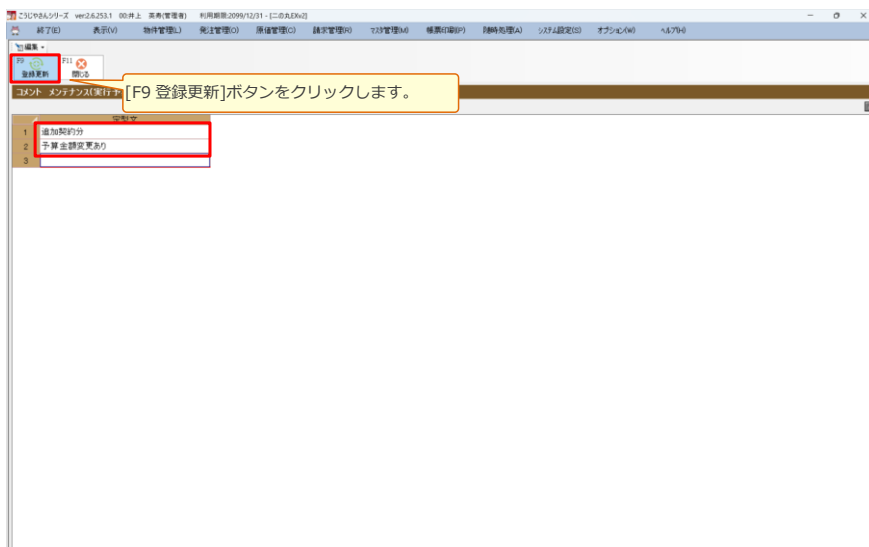 こうじやさんシリーズ ver.2.6.253.1 00:井上 英寿(管理者) 利用期限:2099/12/31 - [二の丸EXv2]
終了(E) 表示(V) 物件管理(L) 発注管理(O) 原価管理(C) 請求管理(R) マスタ管理(M) 帳票印刷(P) 随時処理(A) システム設定(S) オプション(W) ヘルプ(H)
編集
F9 F11
登録更新 閉じる
[F9 登録更新]ボタンをクリックします。
コメント メンテナンス(実行予
定型文
1 追加契約分
2 予算金額変更あり
3